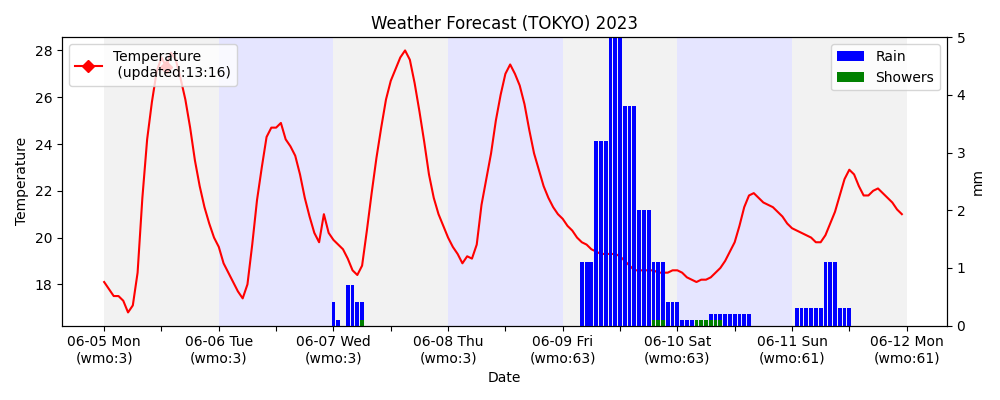 Weather Forecast (TOKYO) 2023
Temperature
(updated:13:16)
Rain
Showers
28
26
24
22
20
18
Temperature
5
4
3
2
1
0
mm
06-05 Mon
(wmo:3)
06-06 Tue
(wmo:3)
06-07 Wed
(wmo:3)
06-08 Thu
(wmo:3)
06-09 Fri
(wmo:63)
06-10 Sat
(wmo:63)
06-11 Sun
(wmo:61)
06-12 Mon
(wmo:61)
Date